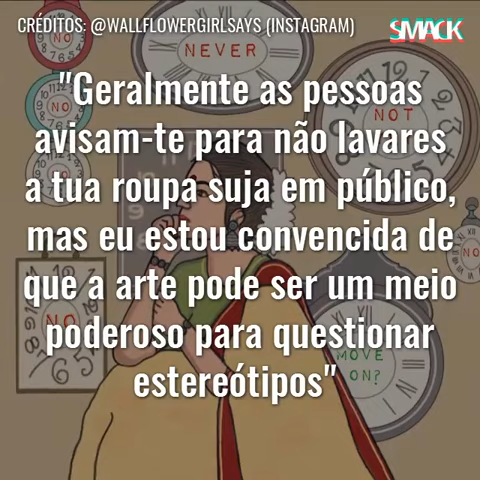 CRÉDITOS: @WALLFLOWERGIRLSAYS (INSTAGRAM)
SMACK
NEVER
NO
NOT
"Geralmente as pessoas
avisam-te para não lavares
a tua roupa suja em público,
mas eu estou convencida de
que a arte pode ser um meio
poderoso para questionar
estereótipos"
NO
NO
NO
MOVE
ON?